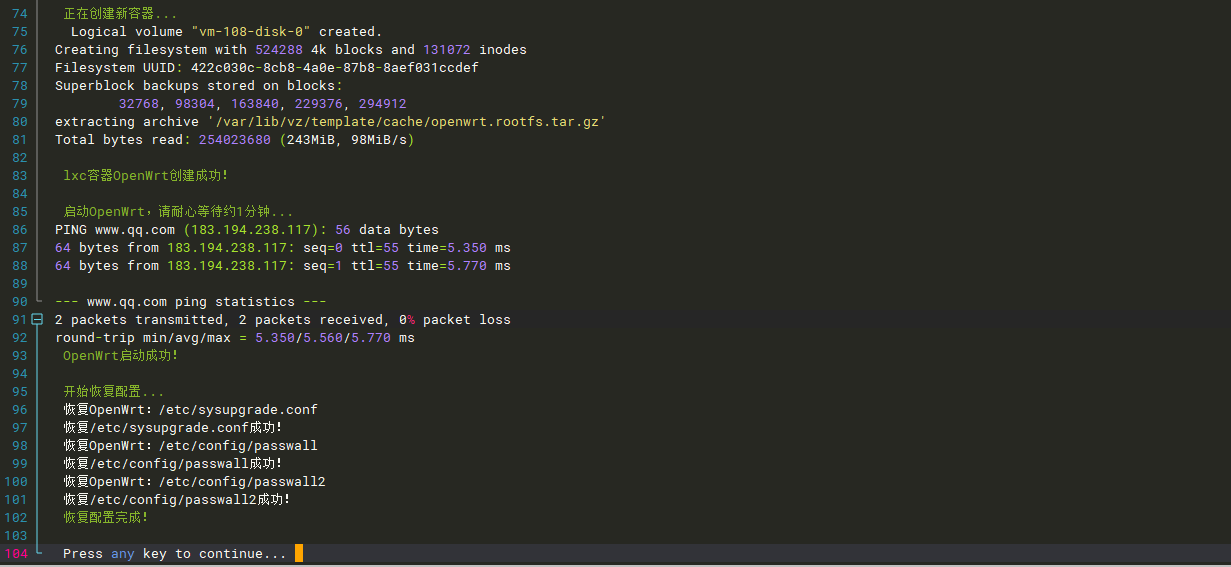 74 正在创建新容器...
75 Logical volume "vm-108-disk-0" created.
76 Creating filesystem with 524288 4k blocks and 131072 inodes
77 Filesystem UUID: 422c030c-8cb8-4a0e-87b8-8aef031ccdef
78 Superblock backups stored on blocks:
79 32768, 98304, 163840, 229376, 294912
80 extracting archive '/var/lib/vz/template/cache/openwrt.rootfs.tar.gz'
81 Total bytes read: 254023680 (243MiB, 98MiB/s)
82
83 lxc容器OpenWrt创建成功!
84
85 启动OpenWrt，请耐心等待约1分钟...
86 PING www.qq.com (183.194.238.117): 56 data bytes
87 64 bytes from 183.194.238.117: seq=0 ttl=55 time=5.350 ms
88 64 bytes from 183.194.238.117: seq=1 ttl=55 time=5.770 ms
89
90 --- www.qq.com ping statistics ---
91 2 packets transmitted, 2 packets received, 0% packet loss
92 round-trip min/avg/max = 5.350/5.560/5.770 ms
93 OpenWrt启动成功!
94
95 开始恢复配置...
96 恢复OpenWrt：/etc/sysupgrade.conf
97 恢复/etc/sysupgrade.conf成功!
98 恢复OpenWrt：/etc/config/passwall
99 恢复/etc/config/passwall成功!
100 恢复OpenWrt：/etc/config/passwall2
101 恢复/etc/config/passwall2成功!
102 恢复配置完成!
103
104 Press any key to continue...